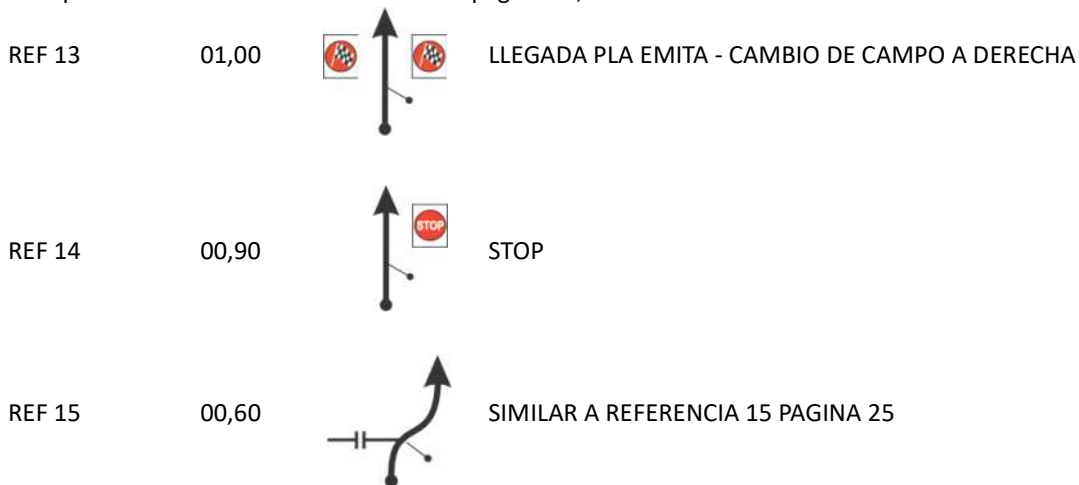 REF 13 01,00 LLEGADA PLA EMITA - CAMBIO DE CAMPO A DERECHA
REF 14 00,90 STOP STOP
REF 15 00,60 SIMILAR A REFERENCIA 15 PAGINA 25